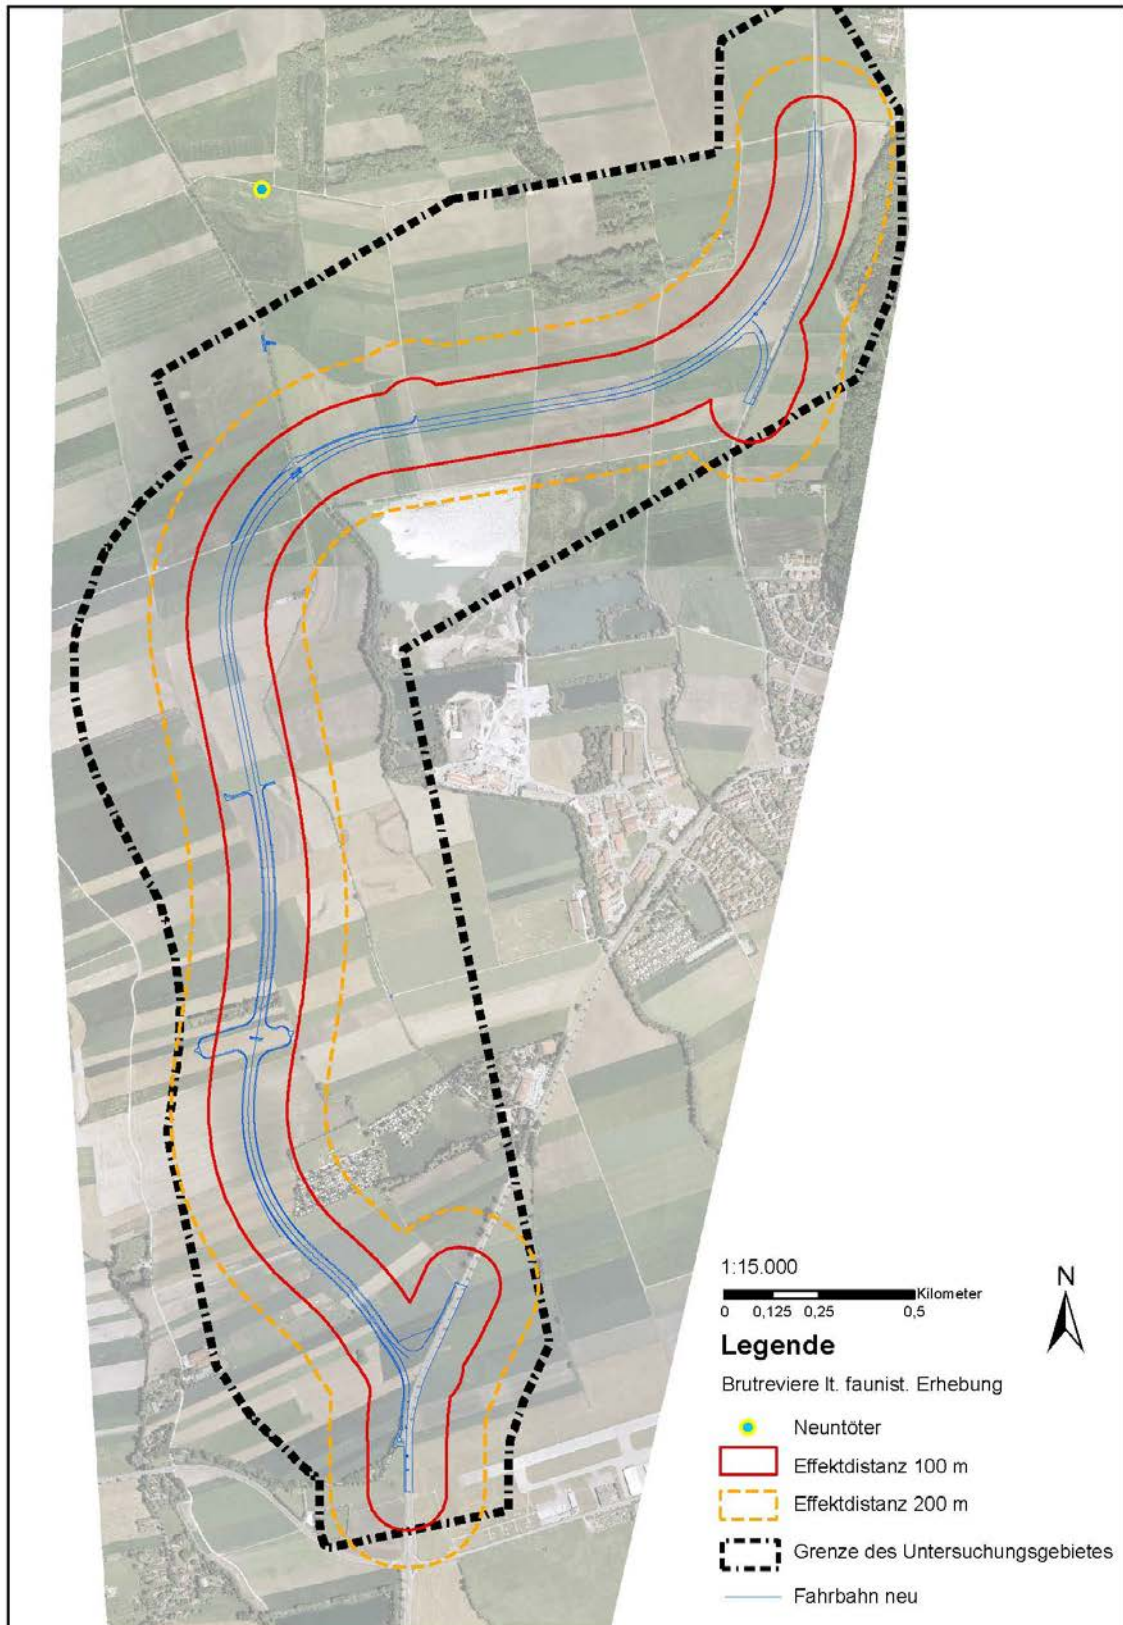 1:15.000
Kilometer
0 0,125 0,25 0,5
N
Legende
Brutreviere lt. faunist. Erhebung
Neuntöter
Effektdistanz 100 m
Effektdistanz 200 m
Grenze des Untersuchungsgebietes
Fahrbahn neu